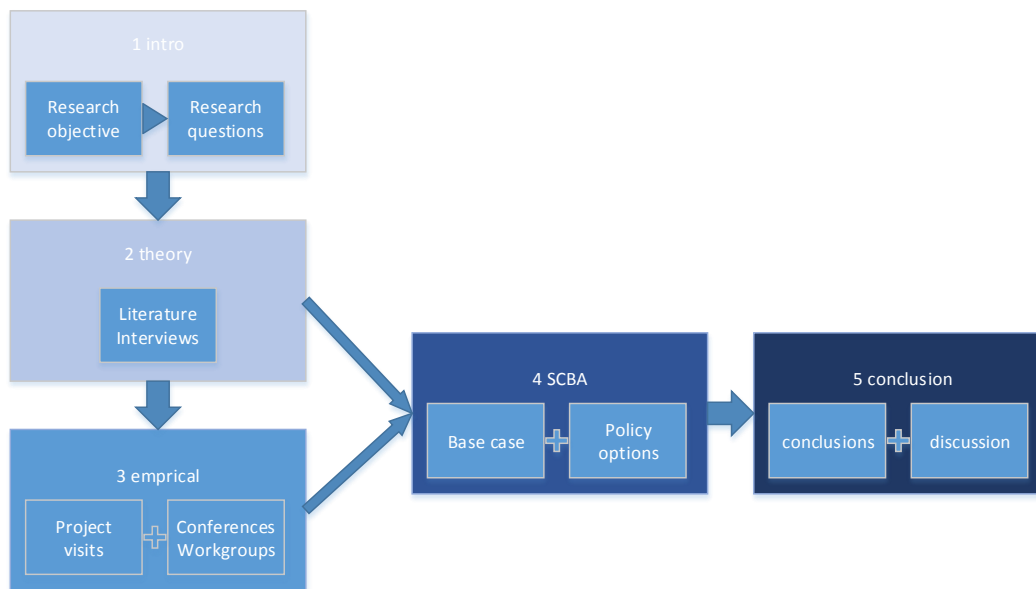 1 intro
Research
objective
Research
questions
2 theory
Literature
Interviews
3 emprical
Project
visits
Conferences
Workgroups
4 SCBA
Base case
Policy
options
5 conclusion
conclusions
discussion